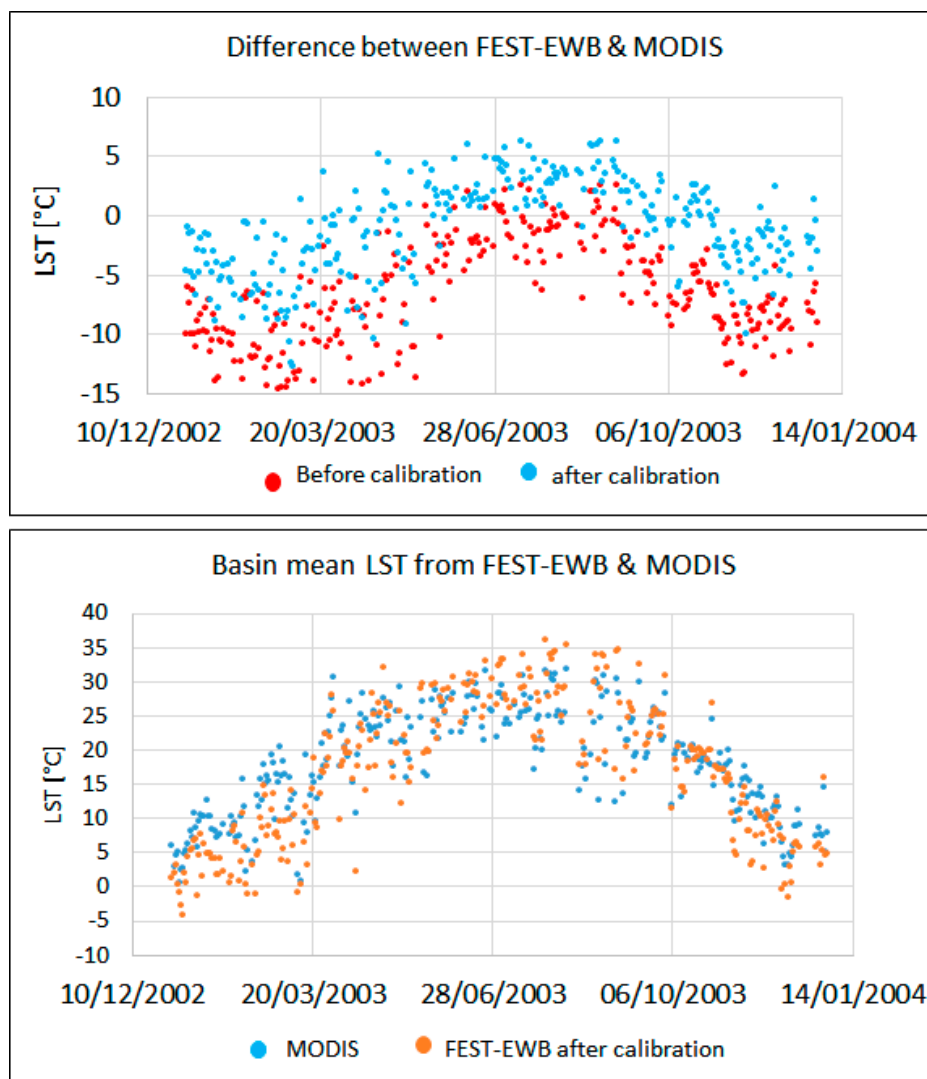 Difference between FEST-EWB & MODIS
10
5
0
-5
-10
-15
LST [°C]
10/12/2002 20/03/2003 28/06/2003 06/10/2003 14/01/2004
Before calibration after calibration
Basin mean LST from FEST-EWB & MODIS
40
35
30
25
20
15
10
5
0
-5
-10
LST [°C]
10/12/2002 20/03/2003 28/06/2003 06/10/2003 14/01/2004
MODIS FEST-EWB after calibration